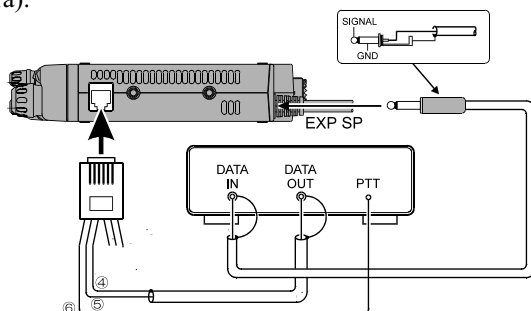 a).
SIGNAL
GND
EXP SP
DATA IN
DATA OUT
PTT
④
⑤
⑥